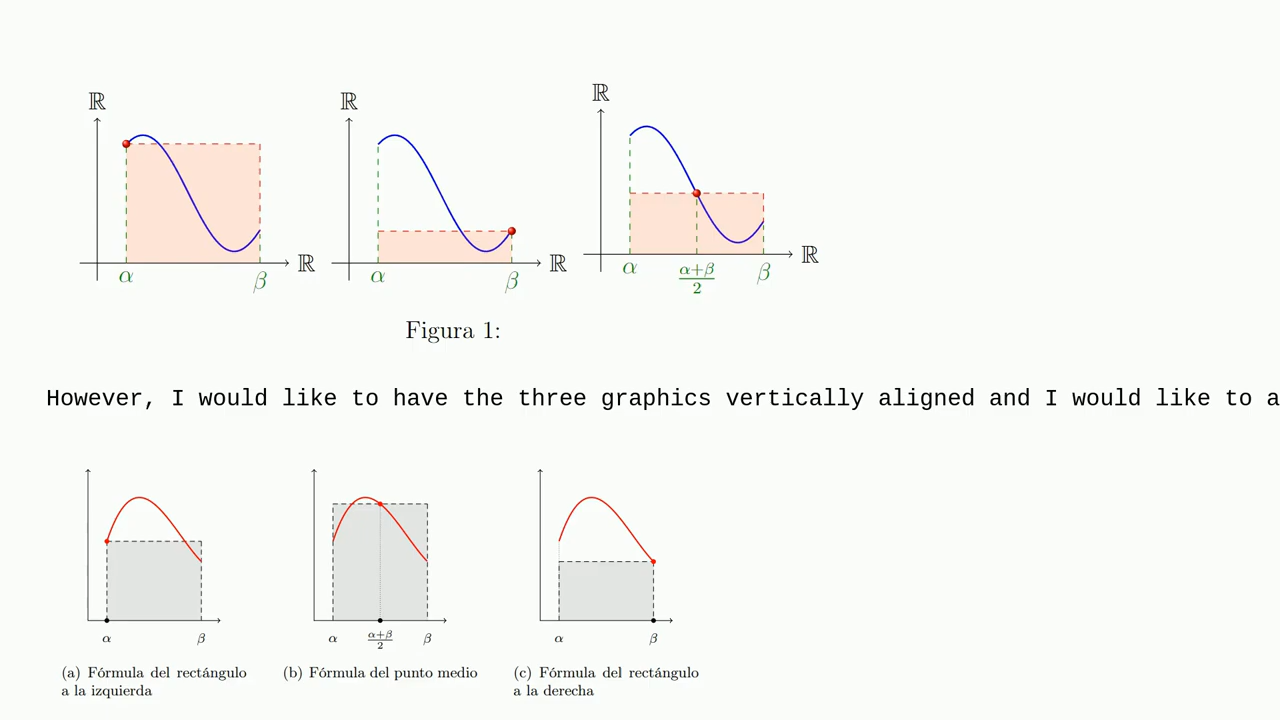 ℝ ℝ ℝ
α β ℝ α β ℝ α α+β/2 β ℝ
Figura 1:
However, I would like to have the three graphics vertically aligned and I would like to a
α β α α+β/2 β α β
(a) Fórmula del rectángulo
a la izquierda
(b) Fórmula del punto medio
(c) Fórmula del rectángulo
a la derecha